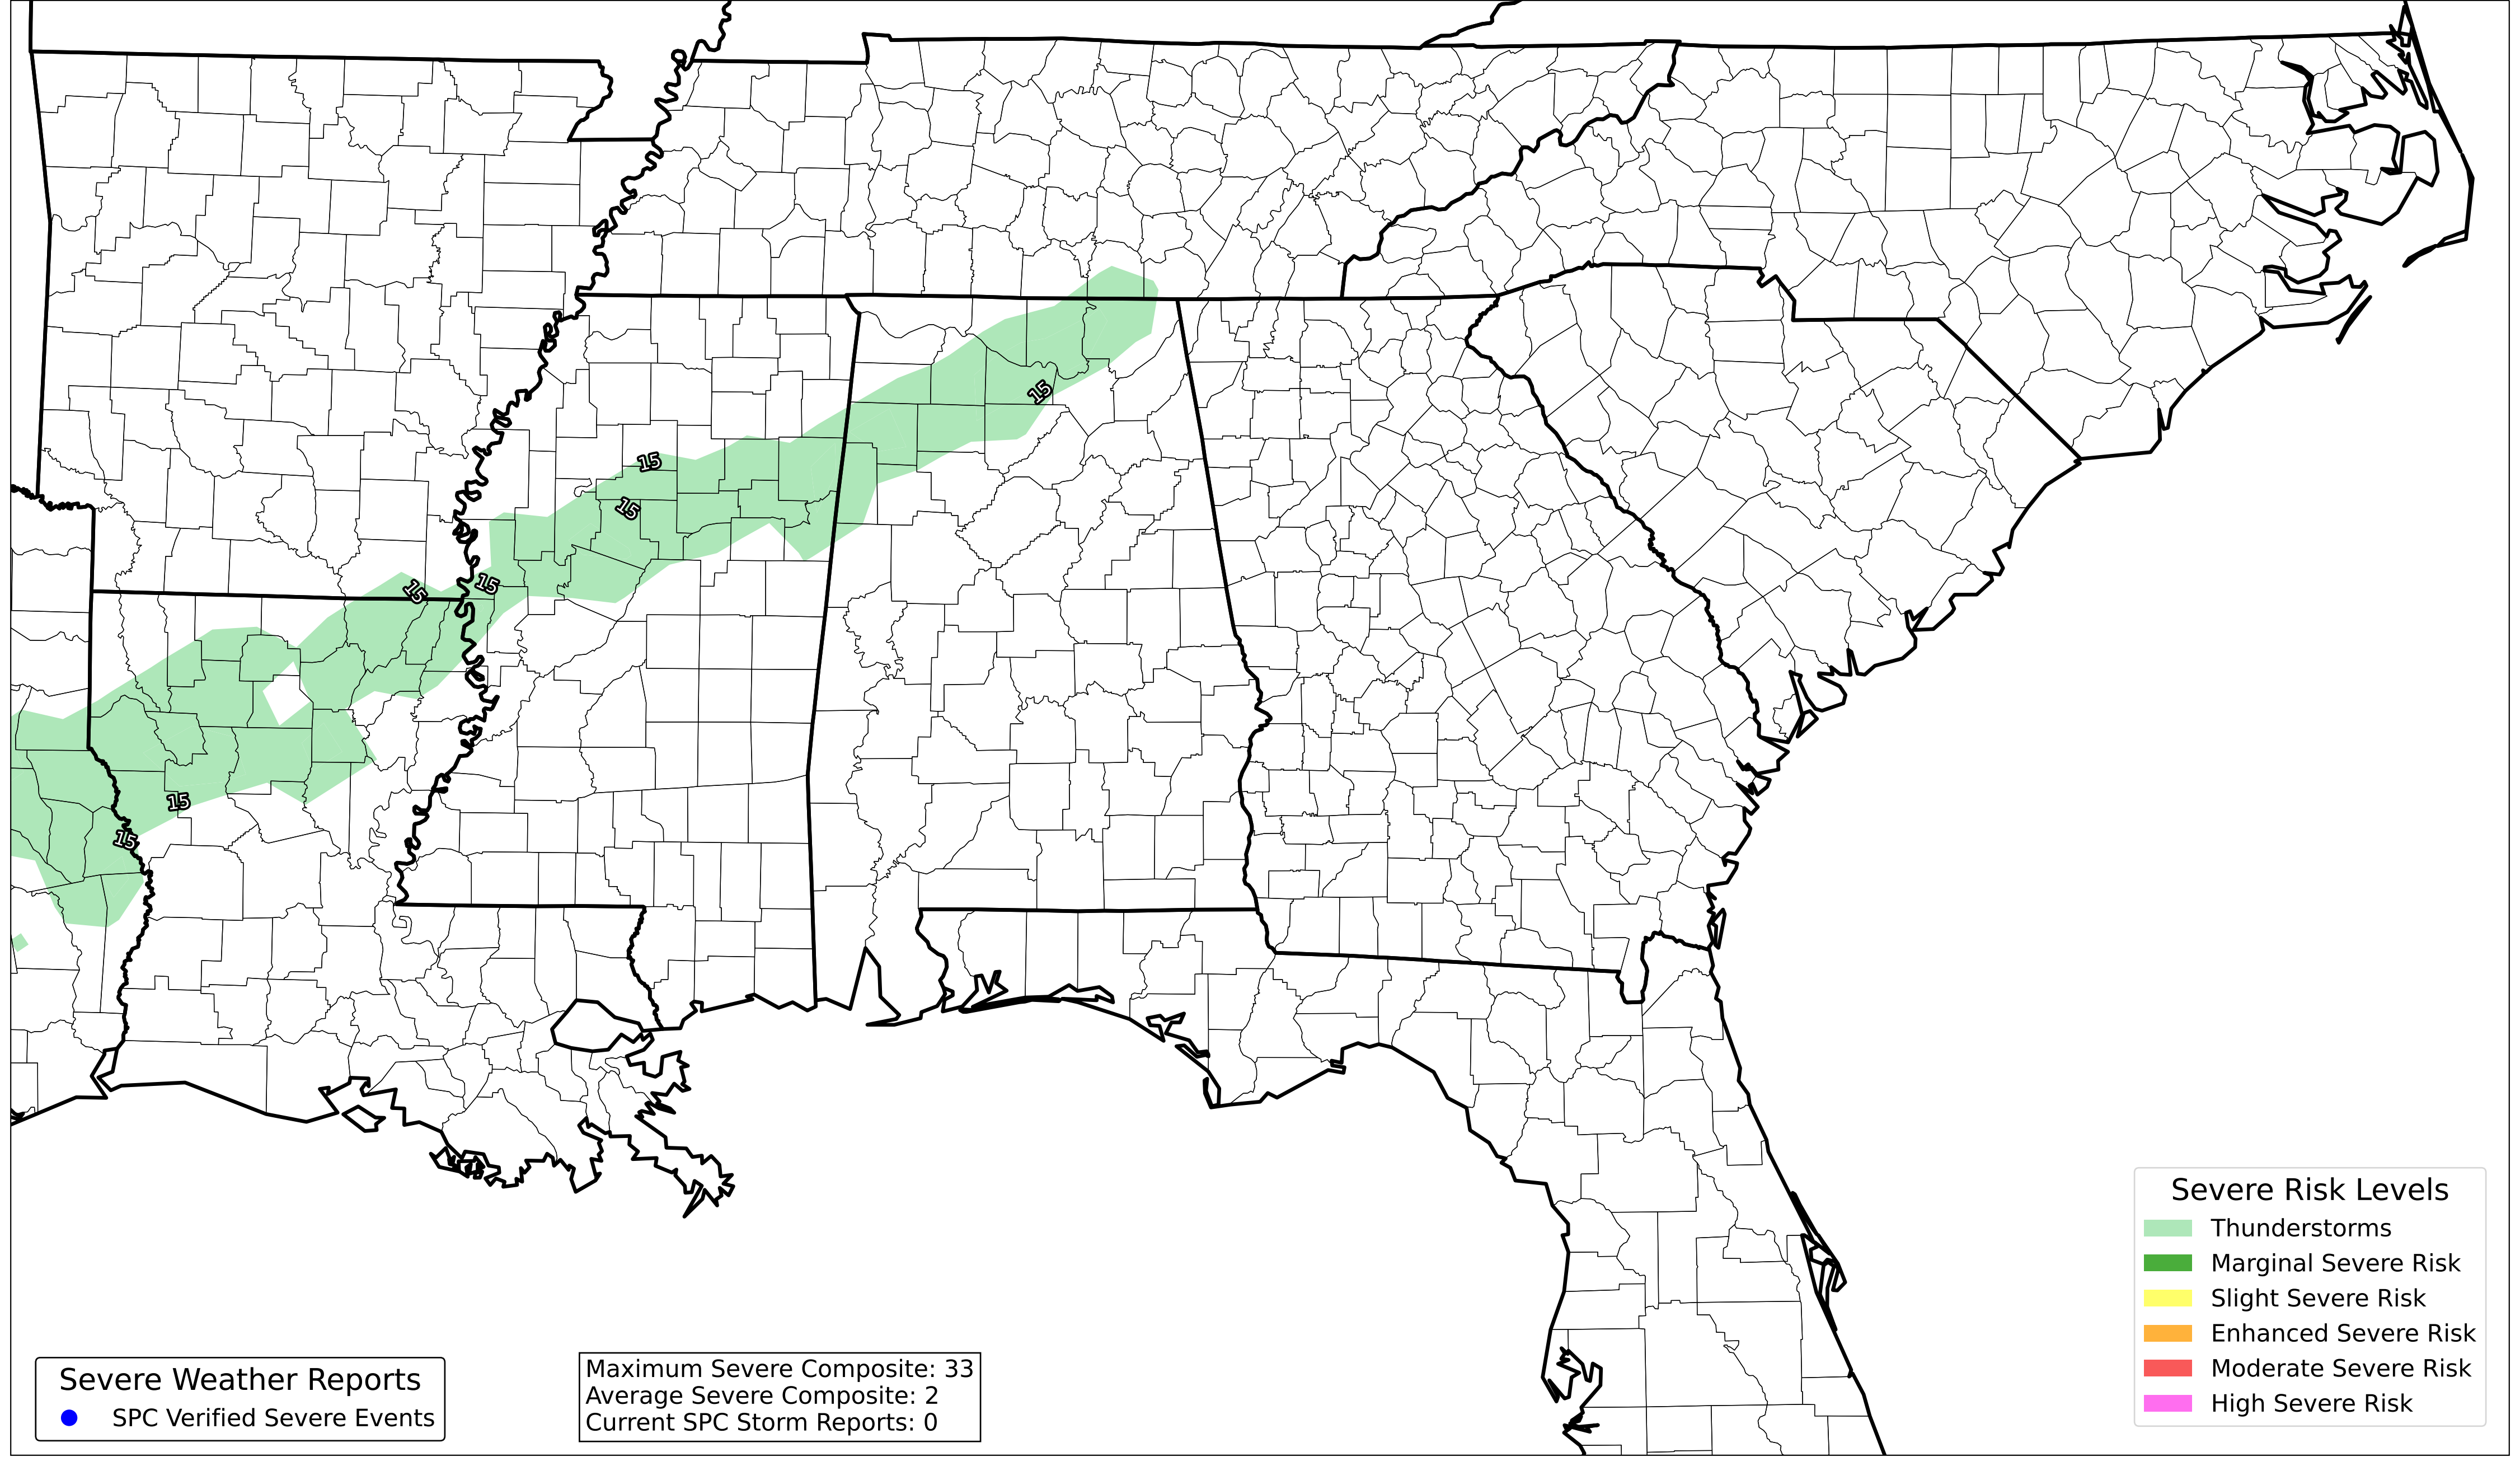 15
15
15
15
15
15
15
Severe Risk Levels
Thunderstorms
Marginal Severe Risk
Slight Severe Risk
Enhanced Severe Risk
Moderate Severe Risk
High Severe Risk
Severe Weather Reports
SPC Verified Severe Events
Maximum Severe Composite: 33
Average Severe Composite: 2
Current SPC Storm Reports: 0